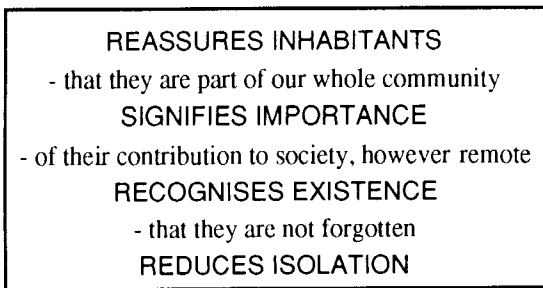 REASSURES INHABITANTS
- that they are part of our whole community
SIGNIFIES IMPORTANCE
- of their contribution to society, however remote
RECOGNISES EXISTENCE
- that they are not forgotten
REDUCES ISOLATION